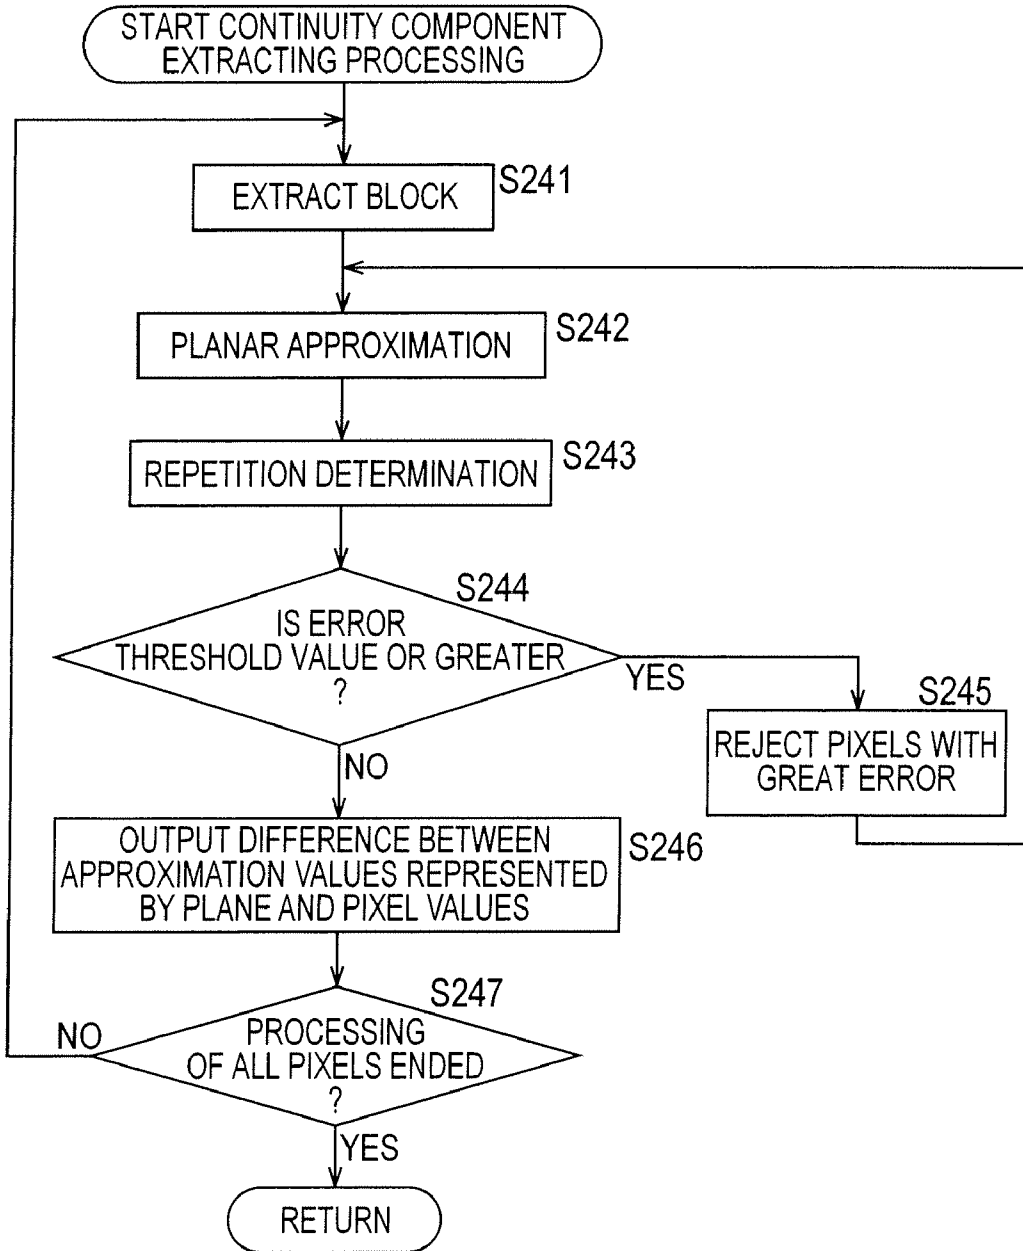 START CONTINUITY COMPONENT
EXTRACTING PROCESSING
EXTRACT BLOCK
S241
PLANAR APPROXIMATION
S242
REPETITION DETERMINATION
S243
S244
IS ERROR
THRESHOLD VALUE OR GREATER
?
YES
S245
REJECT PIXELS WITH
GREAT ERROR
NO
OUTPUT DIFFERENCE BETWEEN
APPROXIMATION VALUES REPRESENTED
BY PLANE AND PIXEL VALUES
S246
S247
NO
PROCESSING
OF ALL PIXELS ENDED
?
YES
RETURN